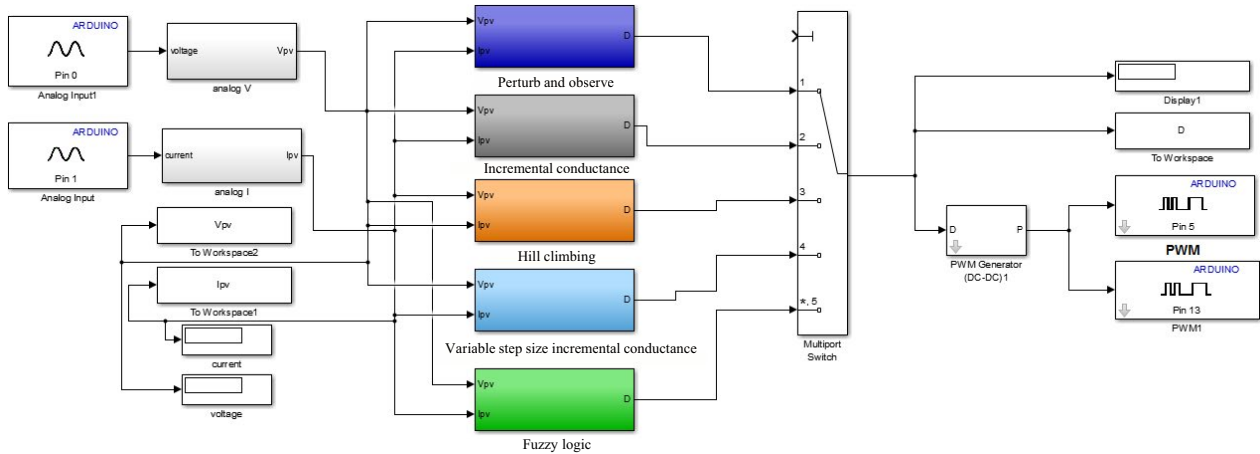 ARDUINO
Pin 0
Analog Input1
voltage
Vpv
analog V
ARDUINO
Pin 1
Analog Input
current
Ipv
analog I
Vpv
To Workspace2
Ipv
To Workspace1
current
voltage
Vpv
Ipv
D
Perturb and observe
Vpv
Ipv
D
Incremental conductance
Vpv
Ipv
D
Hill climbing
Vpv
Ipv
D
Variable step size incremental conductance
Vpv
Ipv
D
Fuzzy logic
1
2
3
4
*, 5
Multiport
Switch
Display1
D
To Workspace
D
P
PWM Generator
(DC-DC)1
ARDUINO
Pin 5
PWM
ARDUINO
Pin 13
PWM1